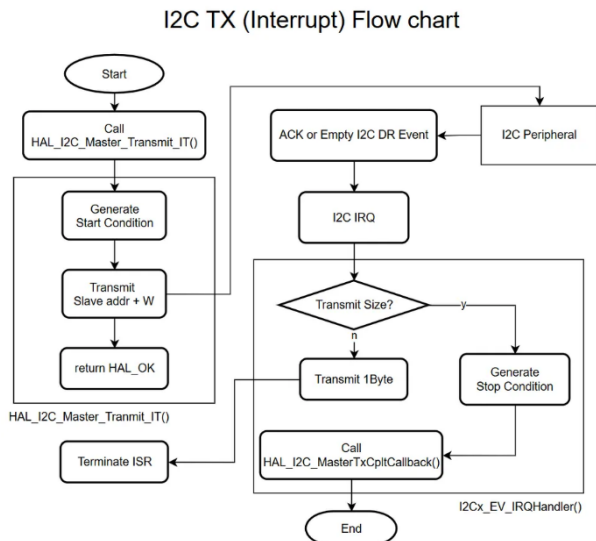 I2C TX (Interrupt) Flow chart
Start
Call
HAL_I2C_Master_Transmit_IT()
Generate
Start Condition
Transmit
Slave addr + W
return HAL_OK
HAL_I2C_Master_Tranmit_IT()
Terminate ISR
ACK or Empty I2C DR Event
I2C Peripheral
I2C IRQ
Transmit Size?
y
n
Transmit 1Byte
Generate
Stop Condition
Call
HAL_I2C_MasterTxCpltCallback()
I2Cx_EV_IRQHandler()
End